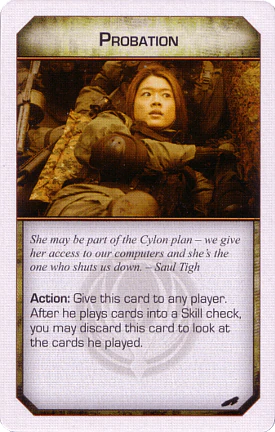 PROBATION
She may be part of the Cylon plan – we give
her access to our computers and she's the
one who shuts us down. – Saul Tigh
Action: Give this card to any player.
After he plays cards into a Skill check,
you may discard this card to look at
the cards he played.